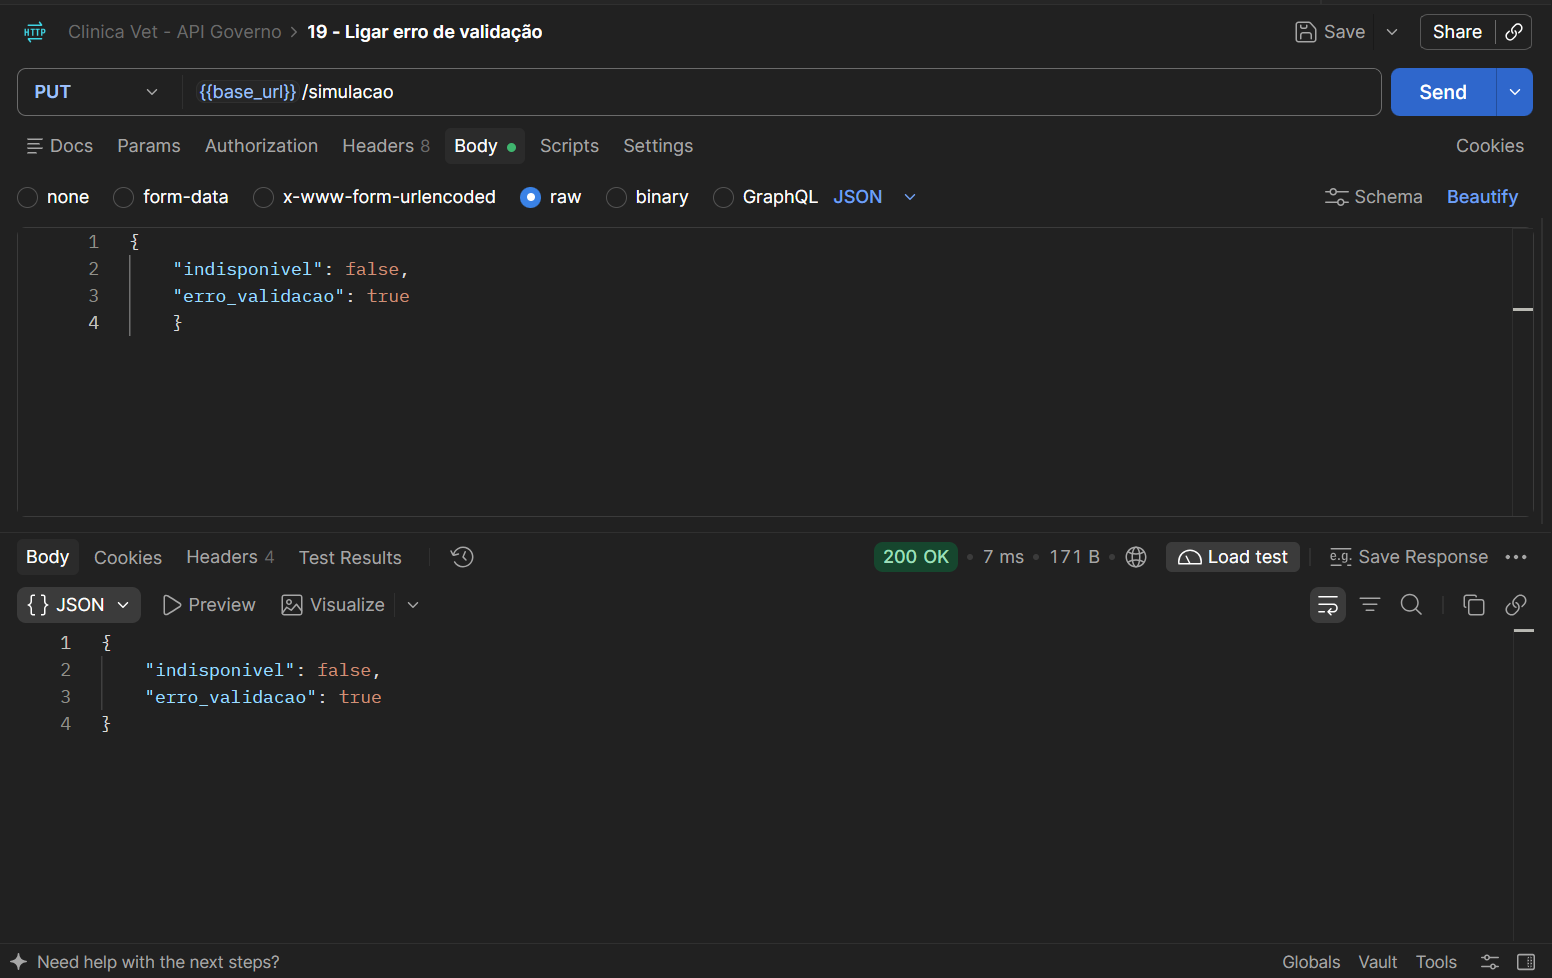 HTTP Clinica Vet - API Governo > 19 - Ligar erro de validação Save Share
PUT {{base_url}} /simulacao Send
Docs Params Authorization Headers 8 Body Scripts Settings Cookies
none form-data x-www-form-urlencoded raw binary GraphQL JSON Schema Beautify
1 {
2 "indisponivel": false,
3 "erro_validacao": true
4 }
Body Cookies Headers 4 Test Results 200 OK • 7 ms • 171 B • Load test e.g. Save Response
{} JSON Preview Visualize
1 {
2 "indisponivel": false,
3 "erro_validacao": true
4 }
Need help with the next steps? Globals Vault Tools